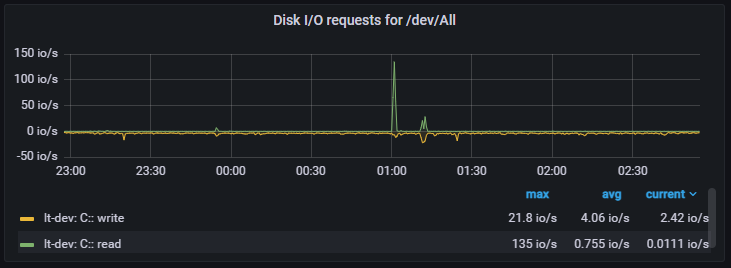 Disk I/O requests for /dev/All
150 io/s
100 io/s
50 io/s
0 io/s
-50 io/s
23:00 23:30 00:00 00:30 01:00 01:30 02:00 02:30
max avg current
lt-dev: C:: write 21.8 io/s 4.06 io/s 2.42 io/s
lt-dev: C:: read 135 io/s 0.755 io/s 0.0111 io/s